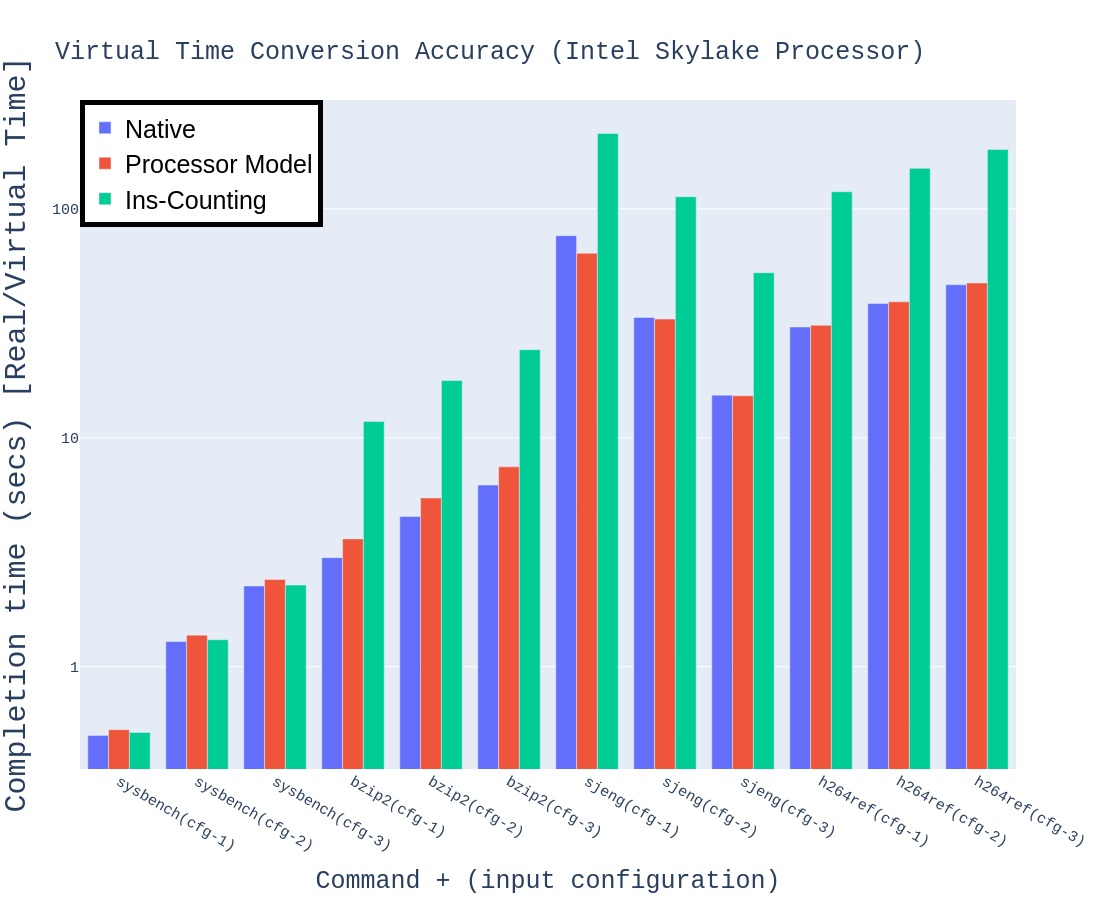 Virtual Time Conversion Accuracy (Intel Skylake Processor)
Completion time (secs) [Real/Virtual Time]
Native
Processor Model
Ins-Counting
100
10
1
sysbench(cfg-1)
sysbench(cfg-2)
sysbench(cfg-3)
bzip2(cfg-1)
bzip2(cfg-2)
bzip2(cfg-3)
sjeng(cfg-1)
sjeng(cfg-2)
sjeng(cfg-3)
h264ref(cfg-1)
h264ref(cfg-2)
h264ref(cfg-3)
Command + (input configuration)